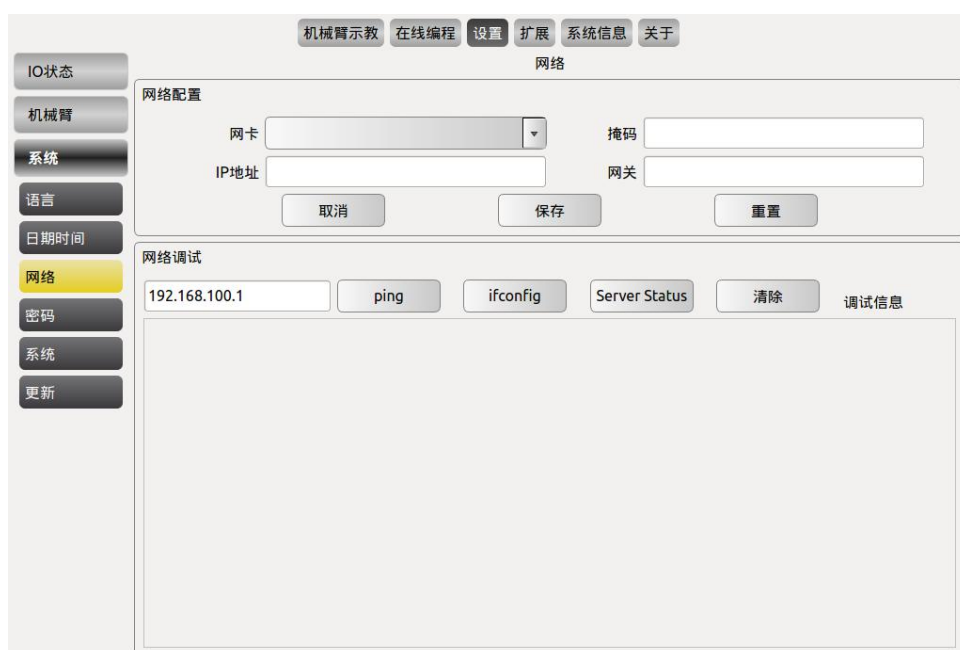 机械臂示教 在线编程 设置 扩展 系统信息 关于
网络
IO状态
机械臂
系统
语言
日期时间
网络
密码
系统
更新
网络配置
网卡 掩码
IP地址 网关
取消 保存 重置
网络调试
192.168.100.1 ping ifconfig Server Status 清除 调试信息